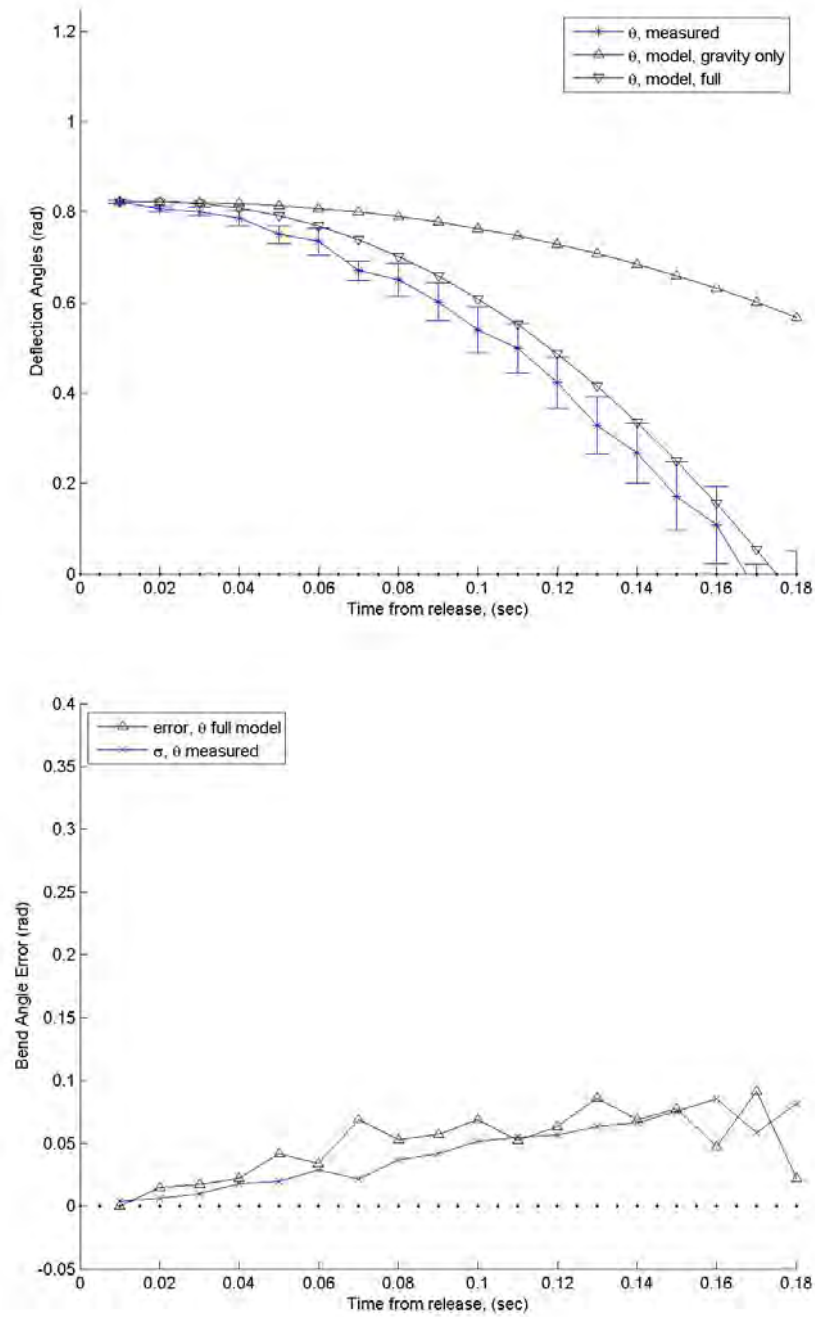 1.2
1
0.8
0.6
0.4
0.2
0
Deflection Angles (rad)
θ, measured
θ, model, gravity only
θ, model, full
0 0.02 0.04 0.06 0.08 0.1 0.12 0.14 0.16 0.18
Time from release, (sec)
0.4
0.35
0.3
0.25
0.2
0.15
0.1
0.05
0
-0.05
Bend Angle Error (rad)
error, θ full model
σ, θ measured
0 0.02 0.04 0.06 0.08 0.1 0.12 0.14 0.16 0.18
Time from release, (sec)